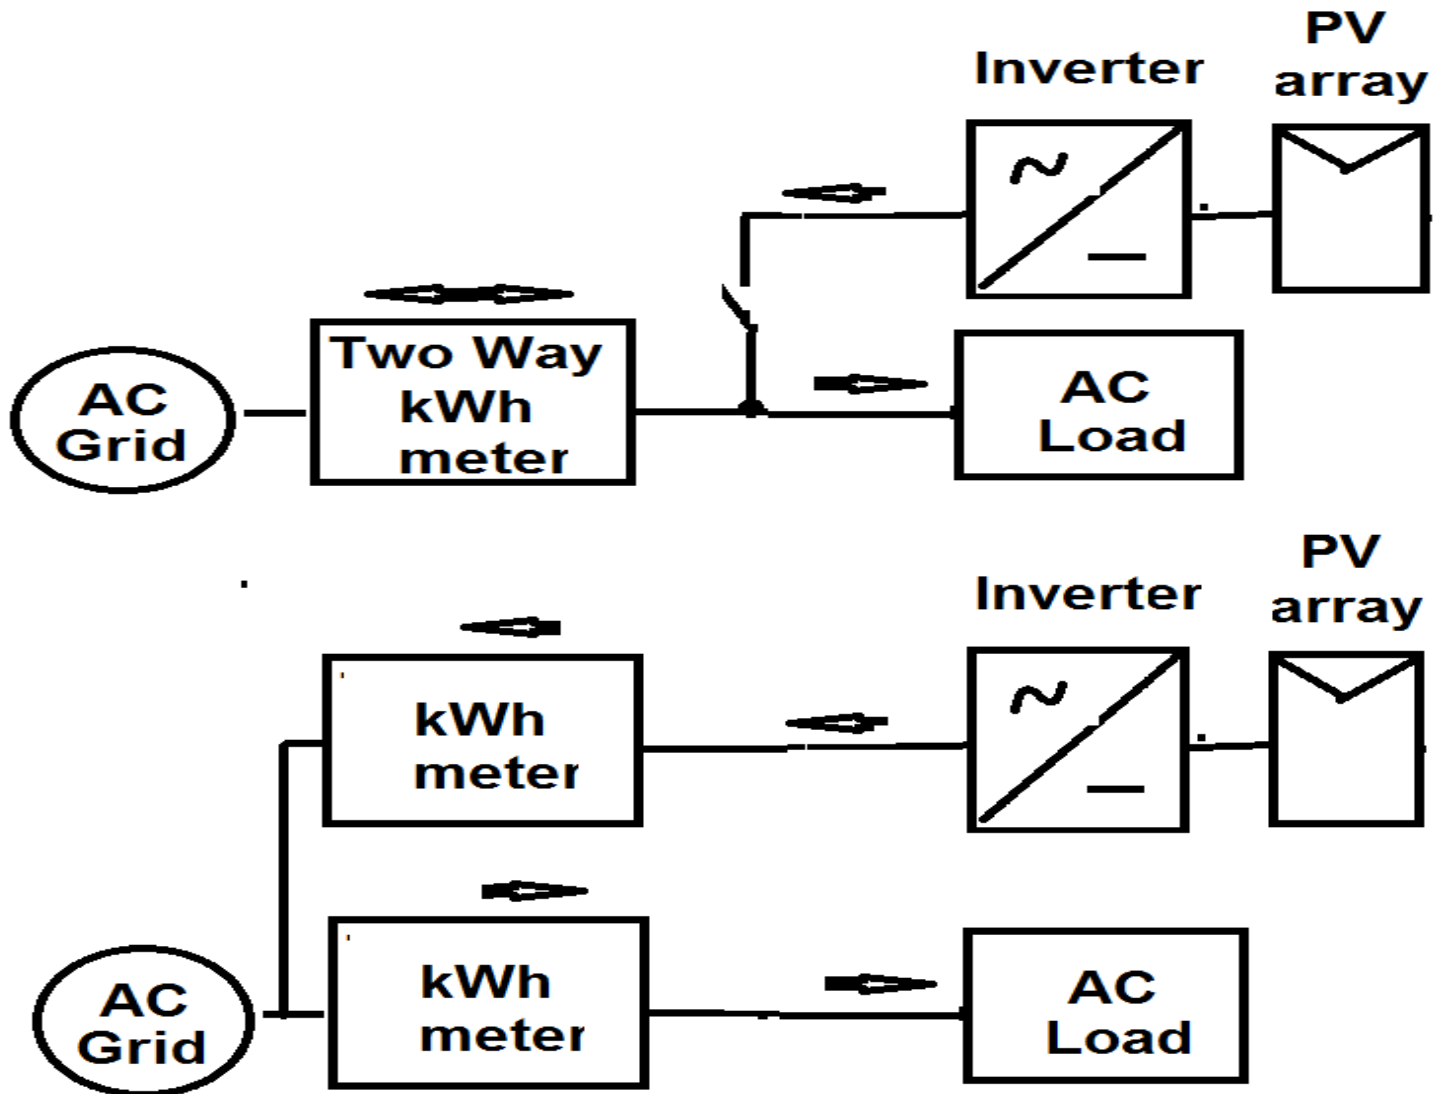 PV
array
Inverter
Two Way
kWh
meter
AC
Grid
AC
Load
PV
array
Inverter
kWh
meter
kWh
meter
AC
Grid
AC
Load